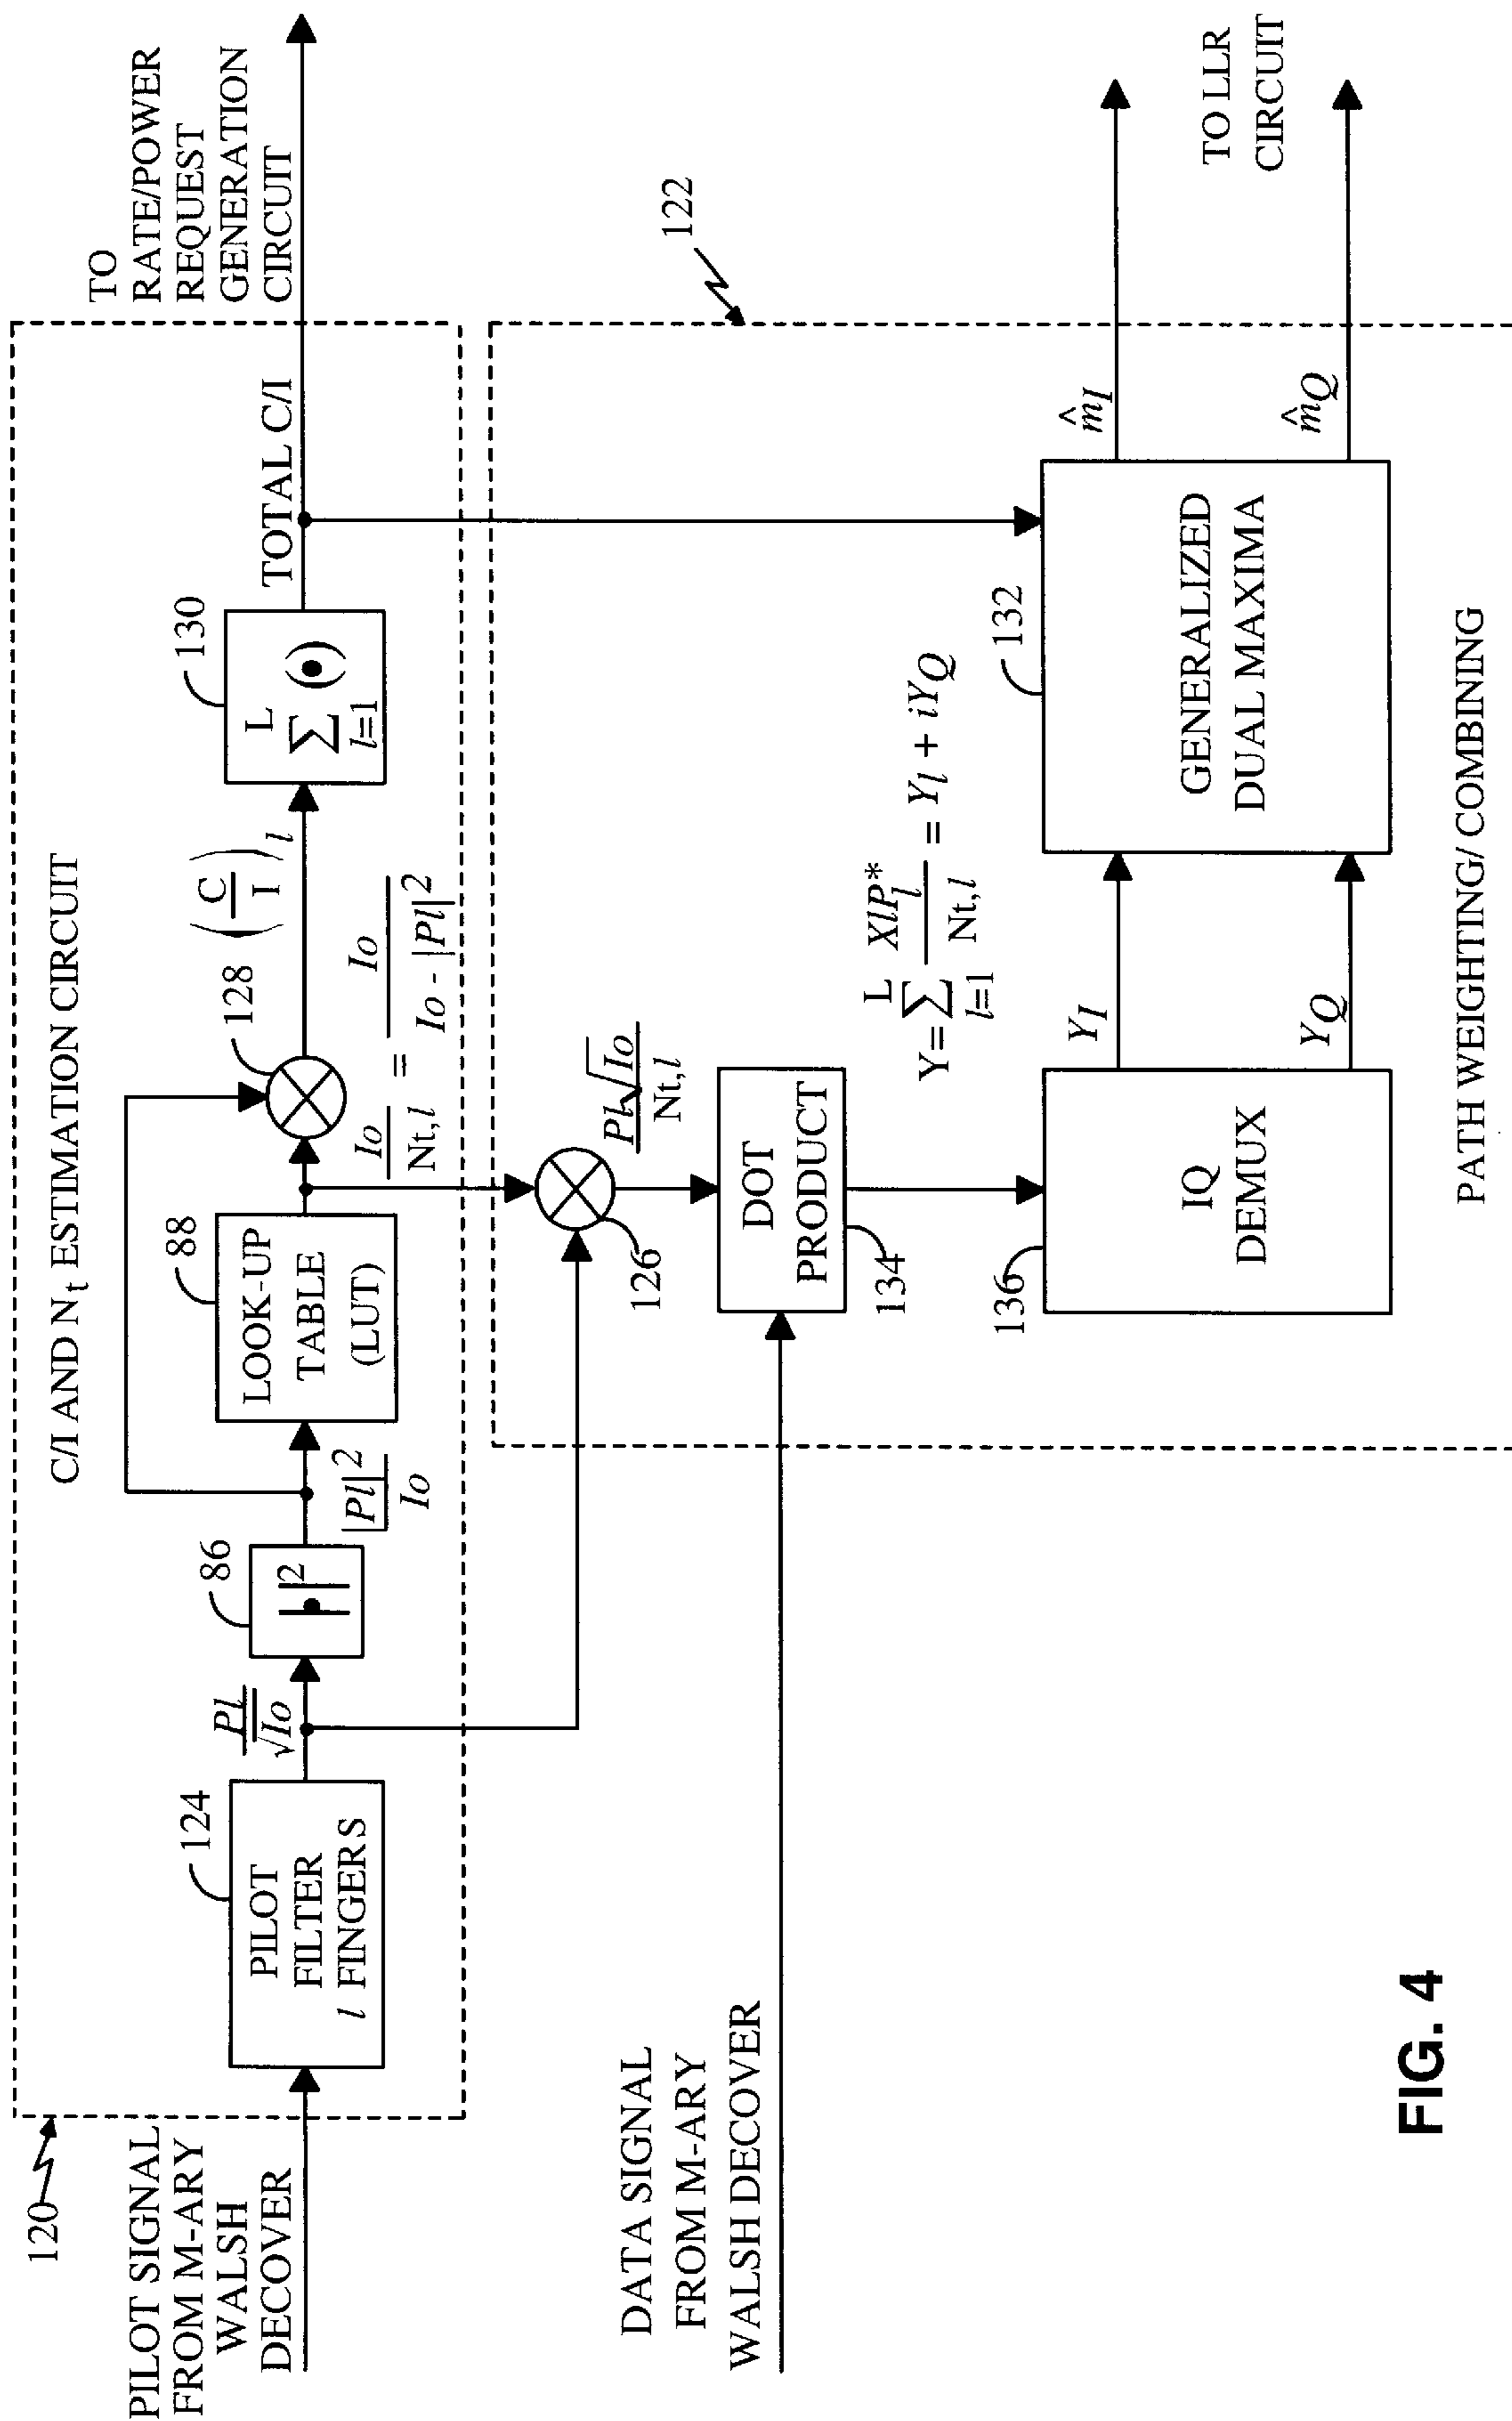 120
C/I AND Nt ESTIMATION CIRCUIT
PILOT SIGNAL
FROM M-ARY
WALSH
DECOVER
124
PILOT
FILTER
l FINGERS
Pl / √Io
86
|•|²
|Pl|² / Io
88
LOOK-UP
TABLE
(LUT)
Io / Nt,l = Io / (Io - |Pl|²)
128
(C / I)l
130
L
Σ (•)
l=1
TOTAL C/I
TO
RATE/POWER
REQUEST
GENERATION
CIRCUIT
122
DATA SIGNAL
FROM M-ARY
WALSH DECOVER
126
Pl√Io / Nt,l
DOT
PRODUCT
134
136
IQ
DEMUX
Y = Σ (l=1 to L) XlP*l / Nt,l = Yl + iYQ
YI
YQ
132
GENERALIZED
DUAL MAXIMA
m̂I
m̂Q
TO LLR
CIRCUIT
PATH WEIGHTING/ COMBINING
FIG. 4